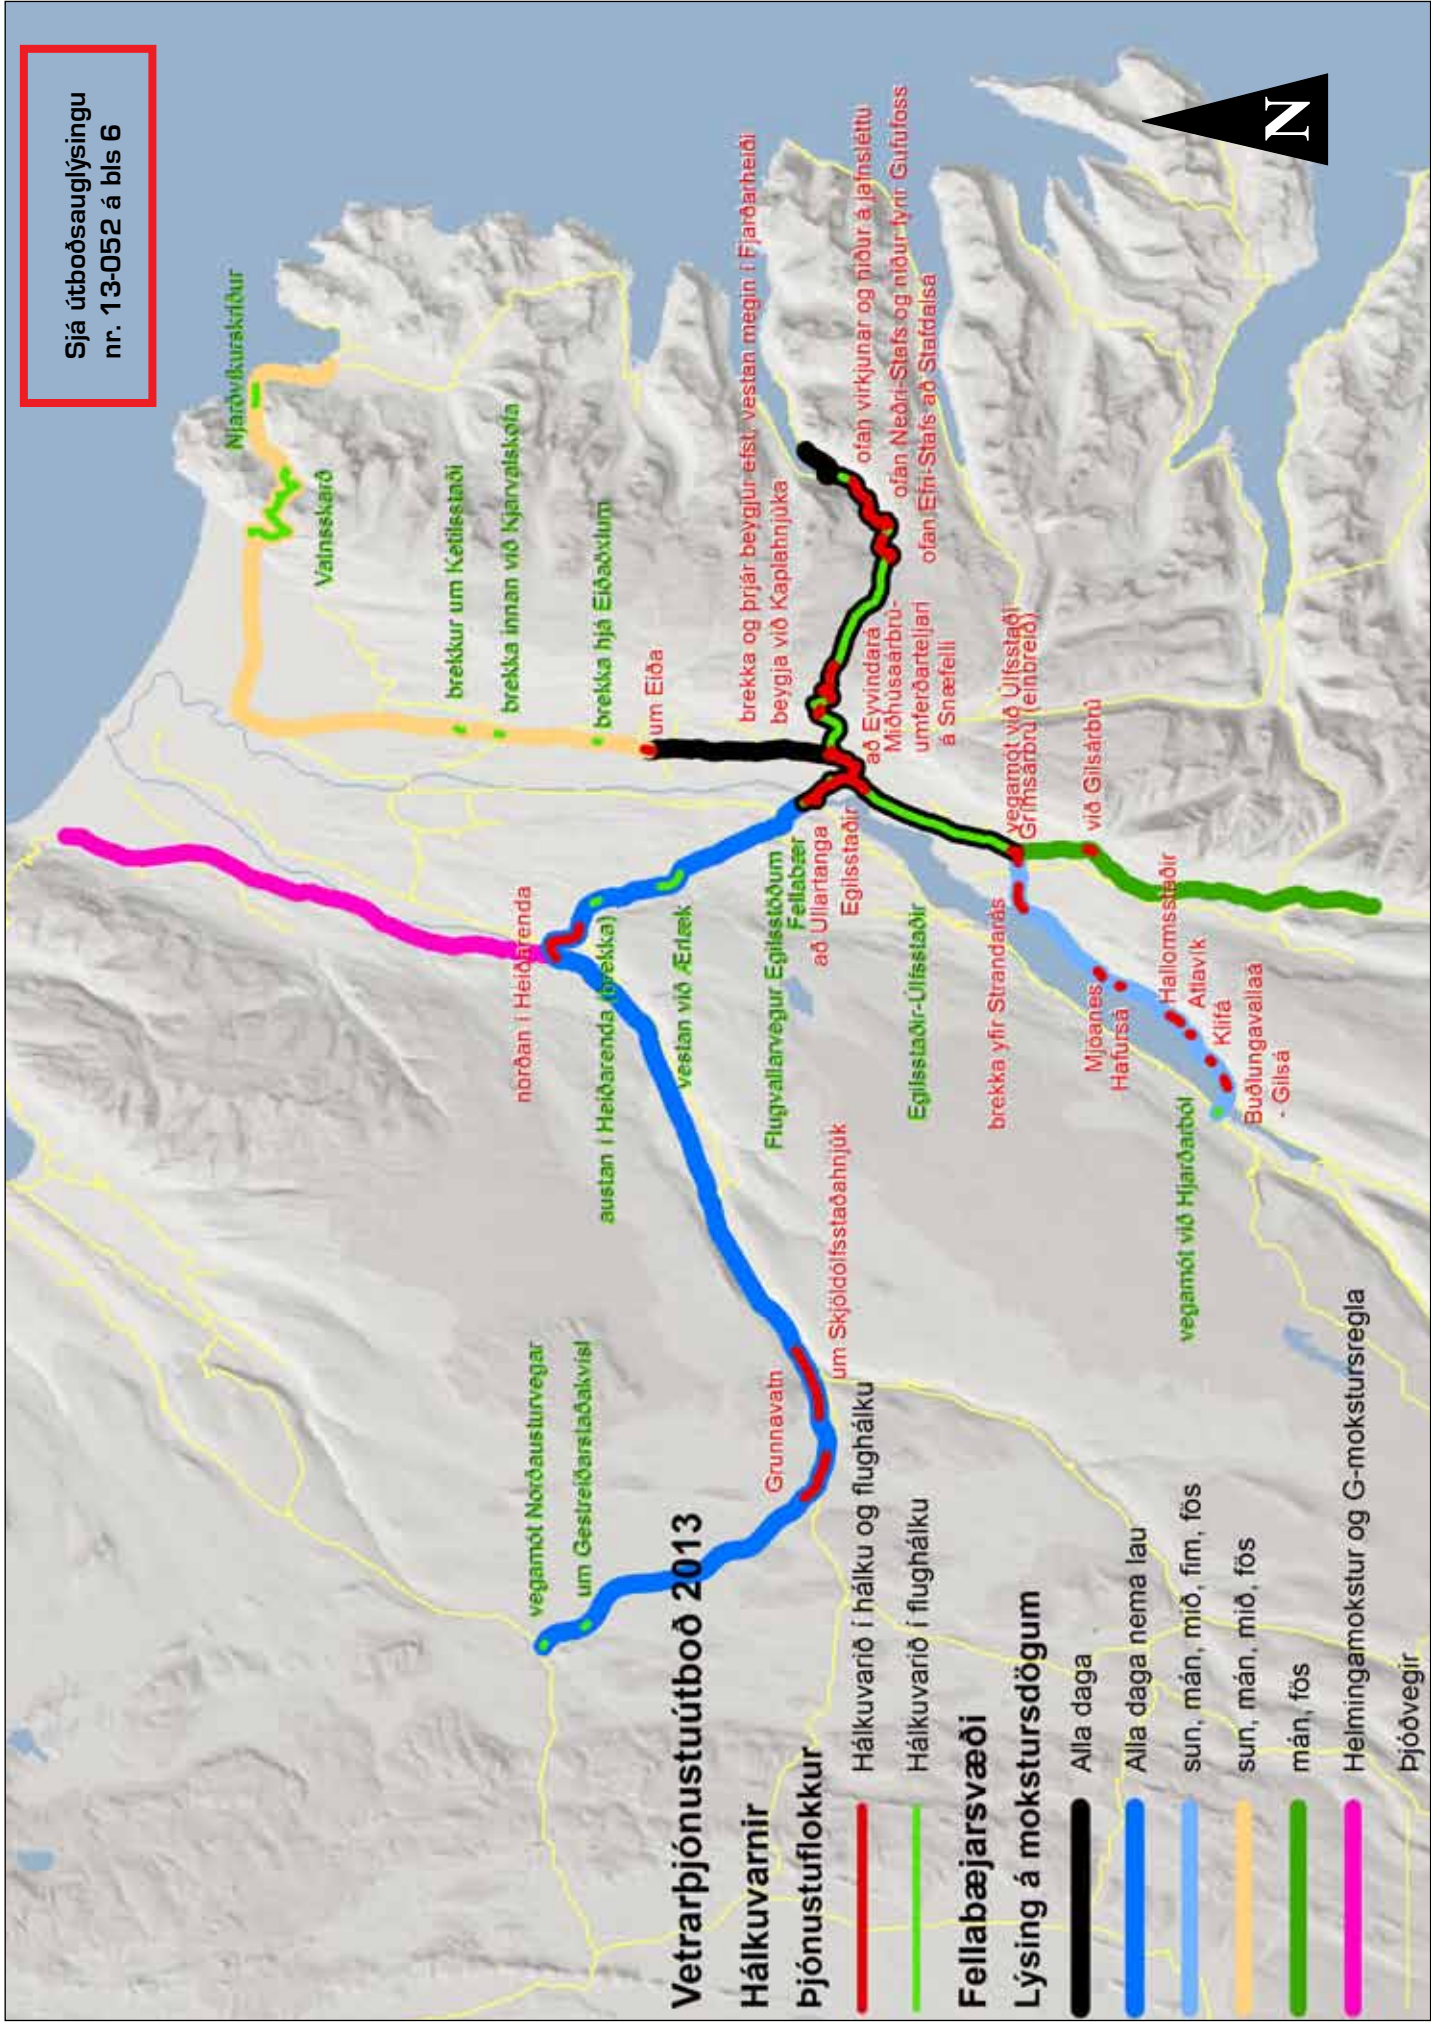 Sjá útboðsauglýsingu
nr. 13-052 á bls 6
Njarðvíkurskriður
Vatnsskarð
brekkur um Ketilsstaði
brekka innan við Kjarvalskofa
brekka hjá Eiðaöxlum
um Eiða
brekka og þrjár beygjur efst, vestan megin í Fjarðarheiði
beygja við Kaplahnjúka
ofan virkjunar og niður á jafnsléttu
ofan Neðri-Stafs og niður fyrir Gufufoss
ofan Efri-Stafs að Stafdalsá
að Eyvindará
Miðhúsaárbrú-
umferðarteljari
á Snæfelli
vegamót við Úlfsstaði
Grímsárbrú (einbreið)
við Gilsárbrú
norðan í Heiðarenda
austan í Heiðarenda (brekka)
vestan við Ærlæk
Flugvallarvegur Egilsstöðum
Fellabær
að Ullartanga
Egilsstaðir
Egilsstaðir-Úlfsstaðir
brekka yfir Strandarás
Mjóanes
Hafursá
Hallormsstaðir
Atlavík
Klifá
Buðlungavallaá
- Gilsá
vegamót við Hjarðarból
um Skjöldólfsstaðahnjúk
Grunnavatn
vegamót Norðausturvegar
um Gestreiðarstaðakvísl
N
Vetrarþjónustuútboð 2013
Hálkuvarnir
Þjónustuflokkur
Hálkuvarið í hálku og flughálku
Hálkuvarið í flughálku
Fellabæjarsvæði
Lýsing á mokstursdögum
Alla daga
Alla daga nema lau
sun, mán, mið, fim, fös
sun, mán, mið, fös
mán, fös
Helmingamokstur og G-mokstursregla
Þjóðvegir